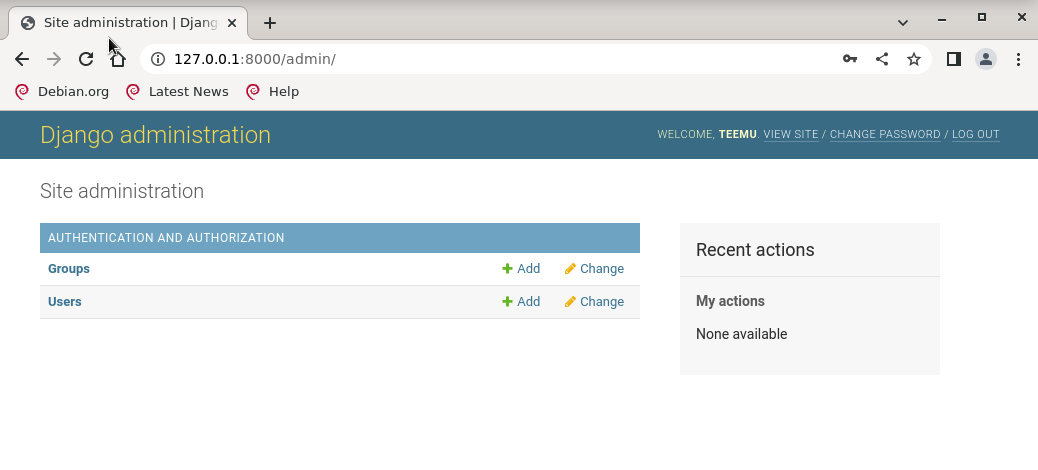 Site administration | Djang
127.0.0.1:8000/admin/
Debian.org Latest News Help
Django administration
WELCOME, TEEMU. VIEW SITE / CHANGE PASSWORD / LOG OUT
Site administration
AUTHENTICATION AND AUTHORIZATION
Groups Add Change
Users Add Change
Recent actions
My actions
None available